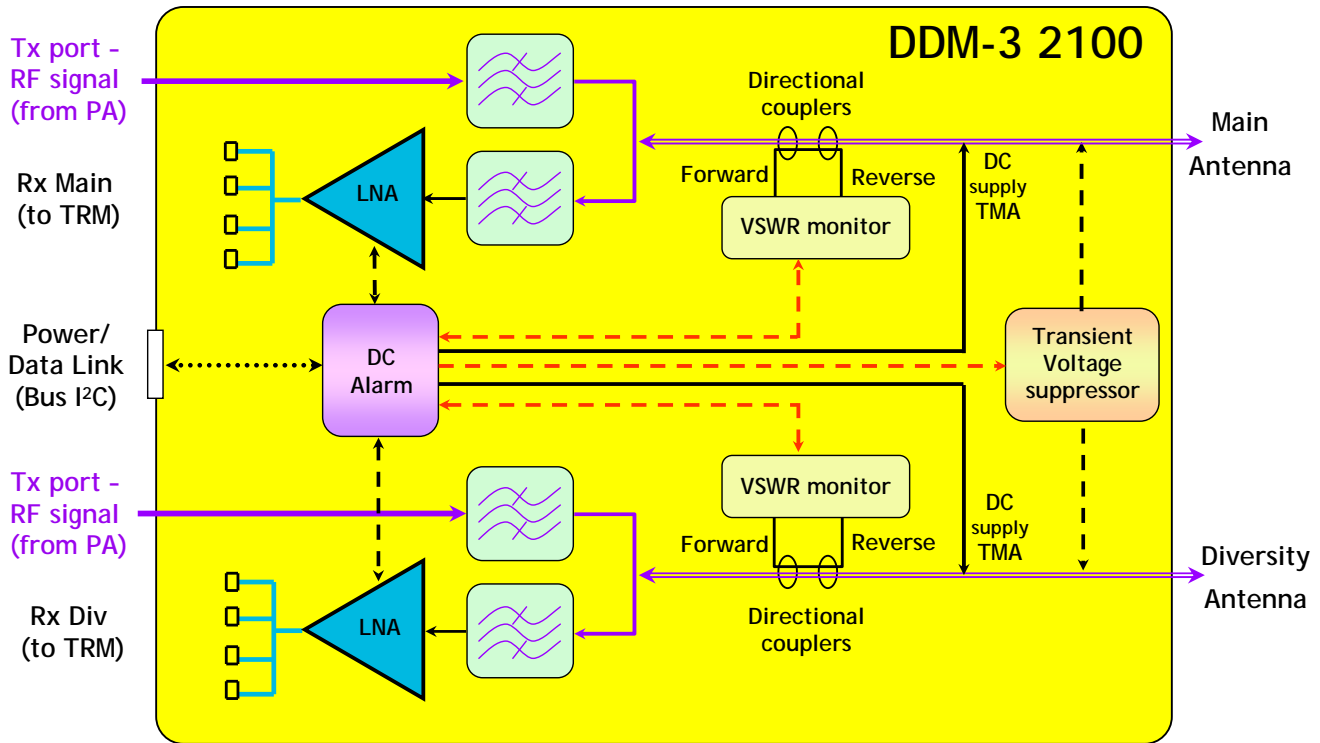 DDM-3 2100
Tx port -
RF signal
(from PA)
Directional
couplers
Main
Antenna
Rx Main
(to TRM)
LNA
Forward
Reverse
DC
supply
TMA
VSWR monitor
Power/
Data Link
(Bus I²C)
DC
Alarm
Transient
Voltage
suppressor
Tx port -
RF signal
(from PA)
VSWR monitor
DC
supply
TMA
Forward
Reverse
Diversity
Antenna
Rx Div
(to TRM)
LNA
Directional
couplers